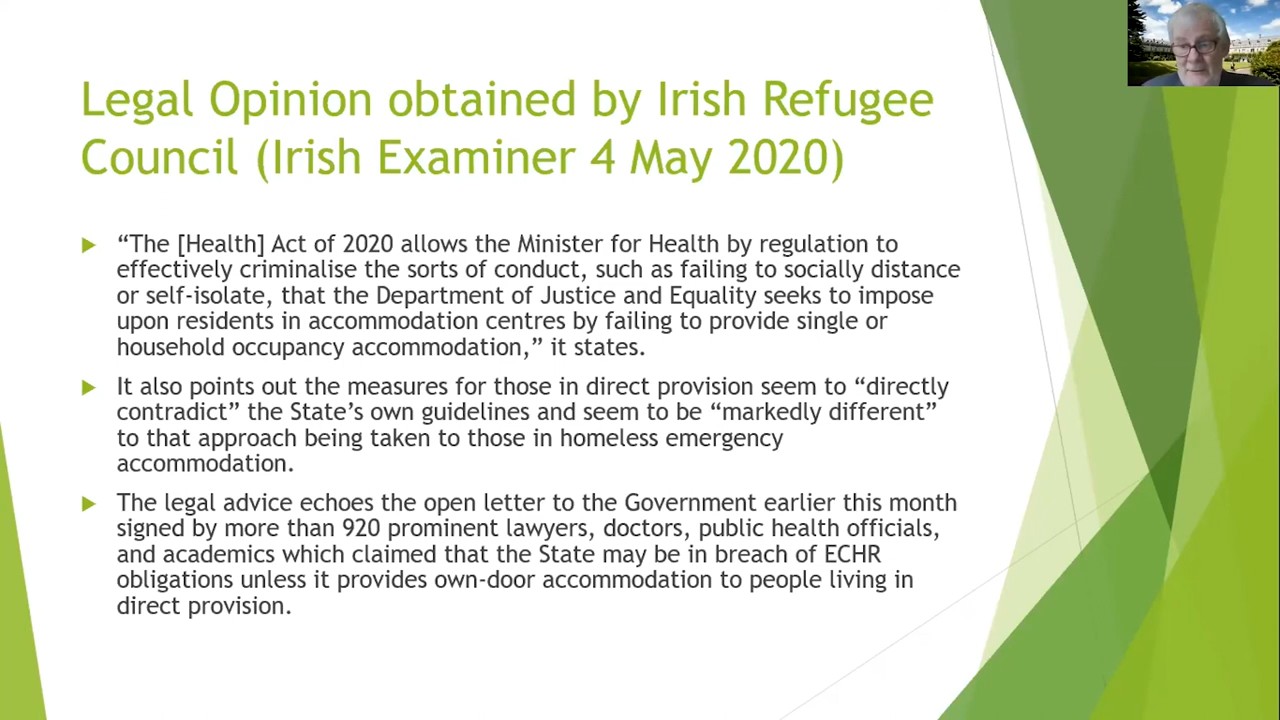 Legal Opinion obtained by Irish Refugee
Council (Irish Examiner 4 May 2020)
“The [Health] Act of 2020 allows the Minister for Health by regulation to
effectively criminalise the sorts of conduct, such as failing to socially distance
or self-isolate, that the Department of Justice and Equality seeks to impose
upon residents in accommodation centres by failing to provide single or
household occupancy accommodation,” it states.
It also points out the measures for those in direct provision seem to “directly
contradict” the State’s own guidelines and seem to be “markedly different”
to that approach being taken to those in homeless emergency
accommodation.
The legal advice echoes the open letter to the Government earlier this month
signed by more than 920 prominent lawyers, doctors, public health officials,
and academics which claimed that the State may be in breach of ECHR
obligations unless it provides own-door accommodation to people living in
direct provision.